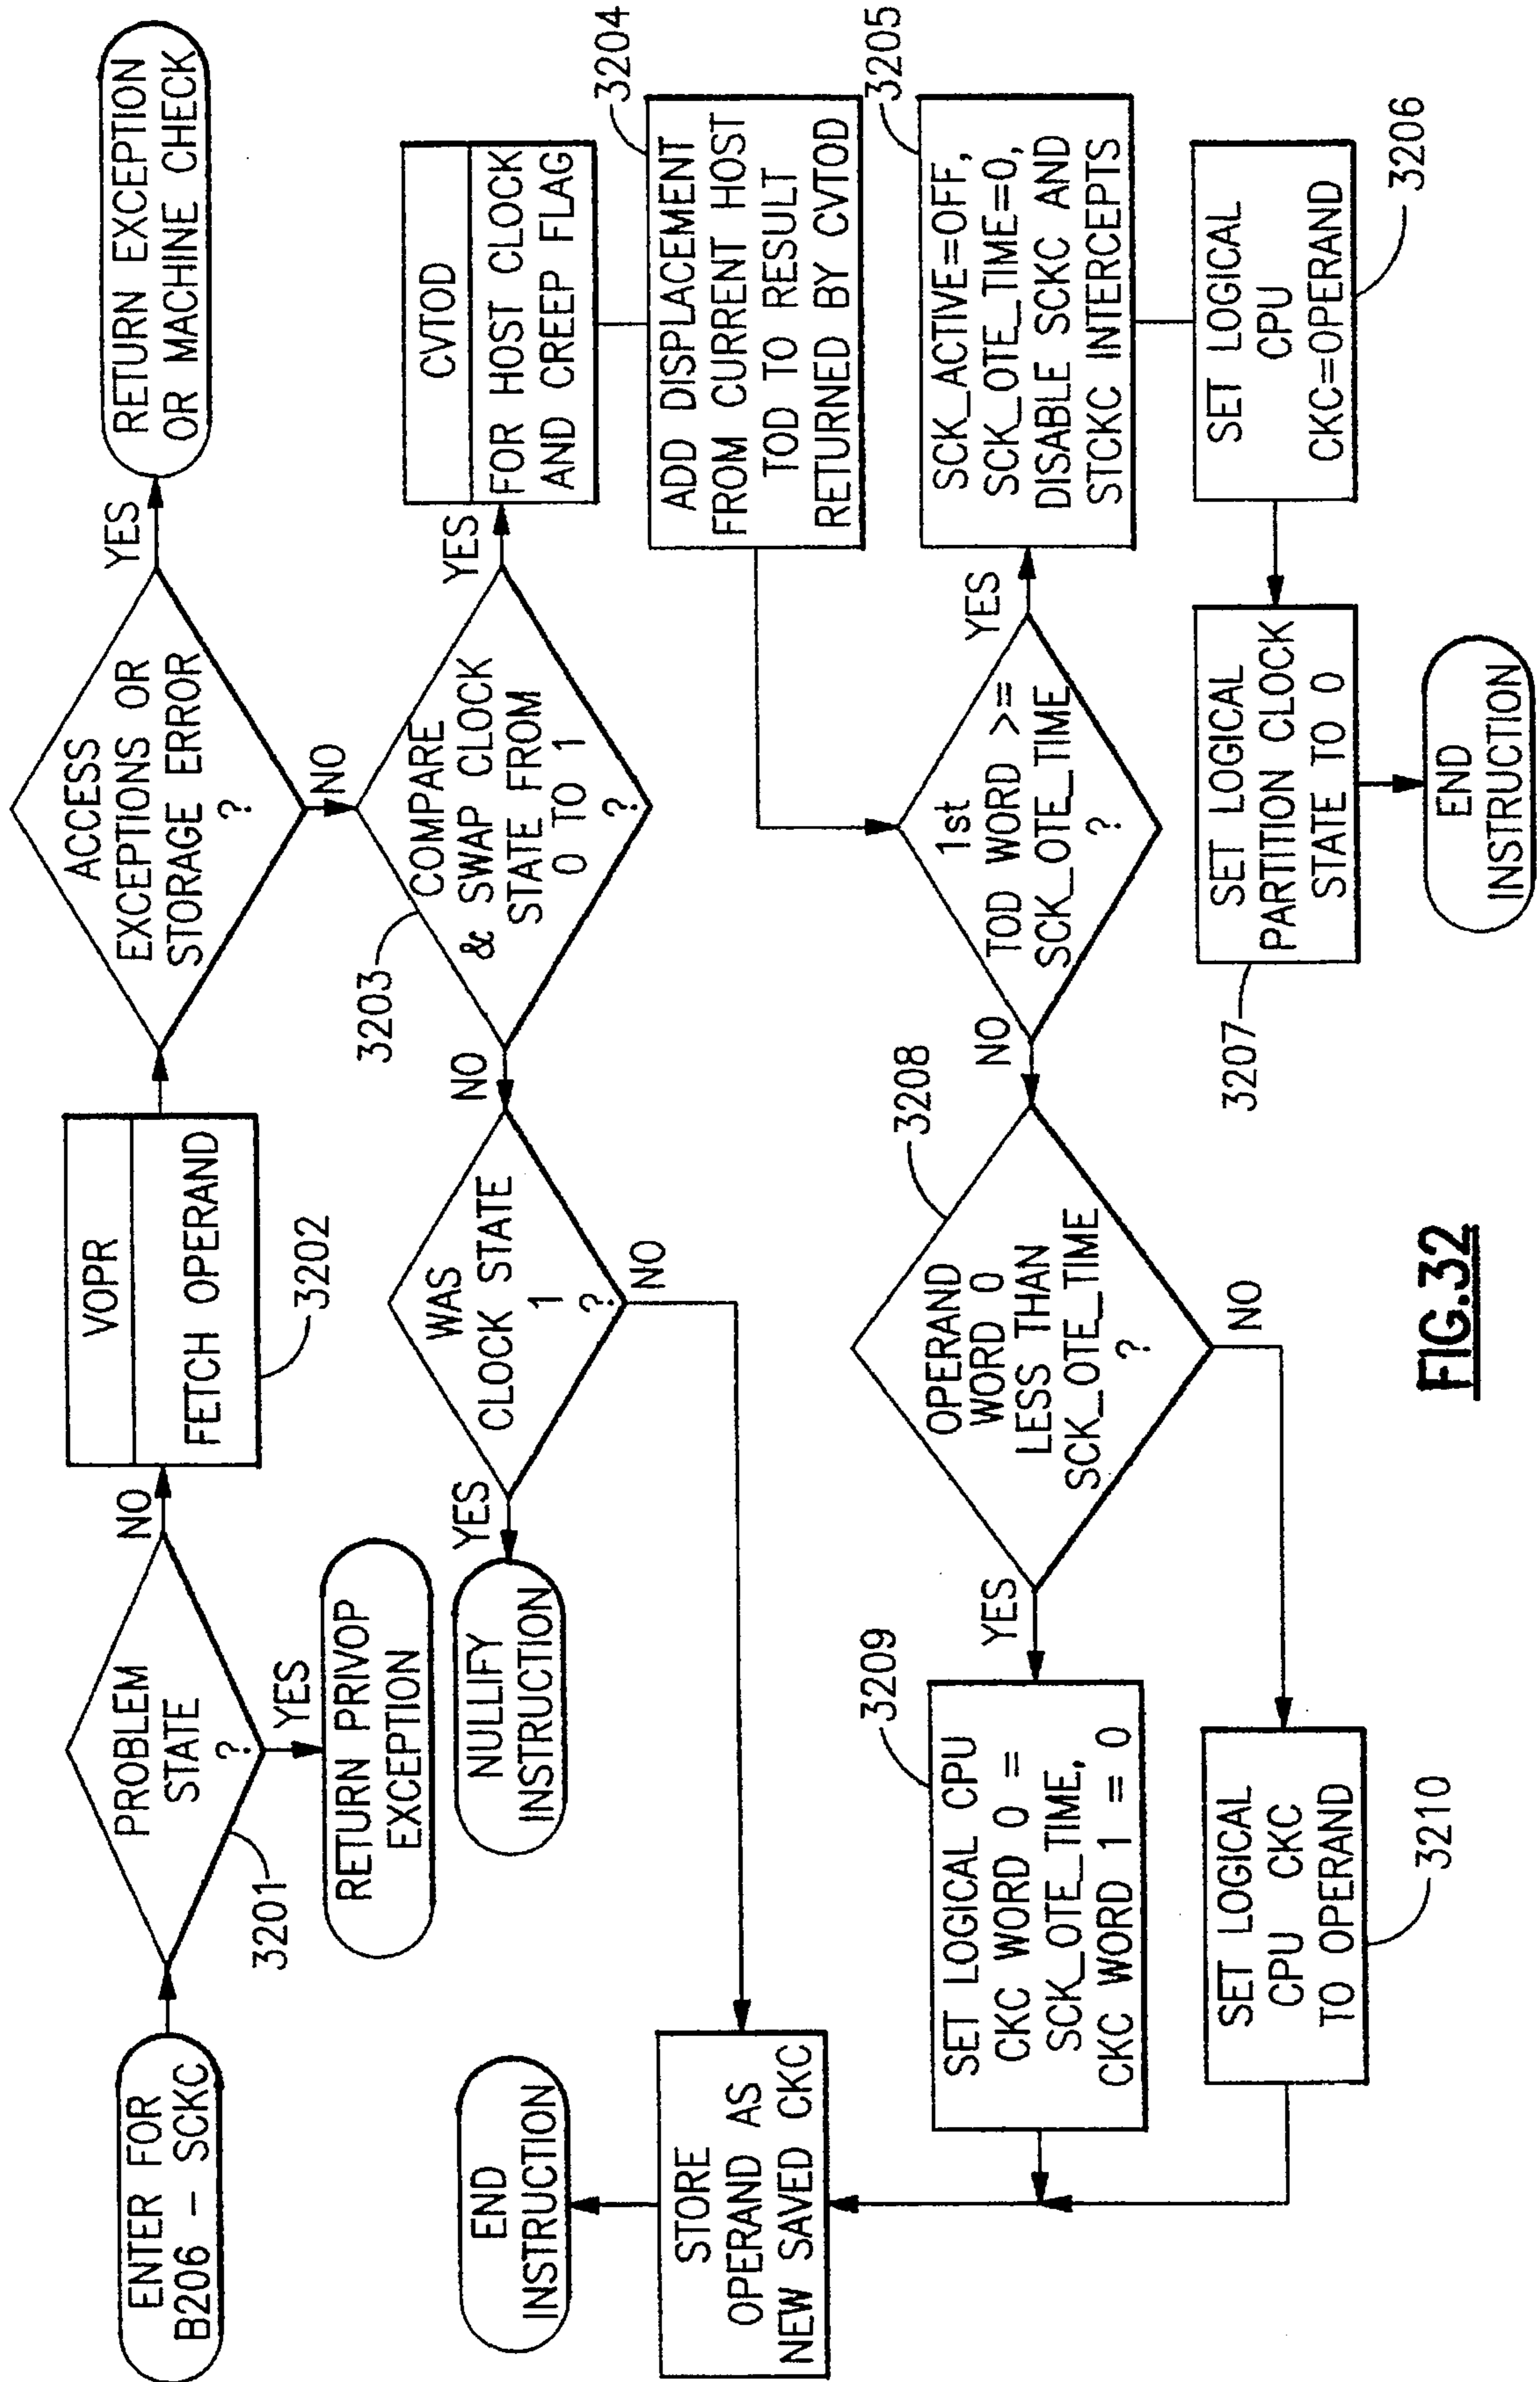 ENTER FOR
B206 – SCKC
PROBLEM
STATE
?
3201
NO
YES
RETURN PRIVOP
EXCEPTION
VOPR
FETCH OPERAND
3202
ACCESS
EXCEPTIONS OR
STORAGE ERROR
?
YES
RETURN EXCEPTION
OR MACHINE CHECK
NO
COMPARE
& SWAP CLOCK
STATE FROM
0 TO 1
?
3203
YES
CVTOD
FOR HOST CLOCK
AND CREEP FLAG
NO
WAS
CLOCK STATE
1
?
YES
NULLIFY
INSTRUCTION
NO
3204
ADD DISPLACEMENT
FROM CURRENT HOST
TOD TO RESULT
RETURNED BY CVTOD
END
INSTRUCTION
STORE
OPERAND AS
NEW SAVED CKC
1st
TOD WORD >=
SCK_OTE_TIME
?
YES
3205
SCK_ACTIVE=OFF,
SCK_OTE_TIME=0,
DISABLE SCKC AND
STCKC INTERCEPTS
SET LOGICAL
CPU
CKC=OPERAND
3206
SET LOGICAL
PARTITION CLOCK
STATE TO 0
3207
END
INSTRUCTION
NO
3208
OPERAND
WORD 0
LESS THAN
SCK_OTE_TIME
?
YES
3209
SET LOGICAL CPU
CKC WORD 0 =
SCK_OTE_TIME,
CKC WORD 1 = 0
NO
SET LOGICAL
CPU CKC
TO OPERAND
3210
FIG.32